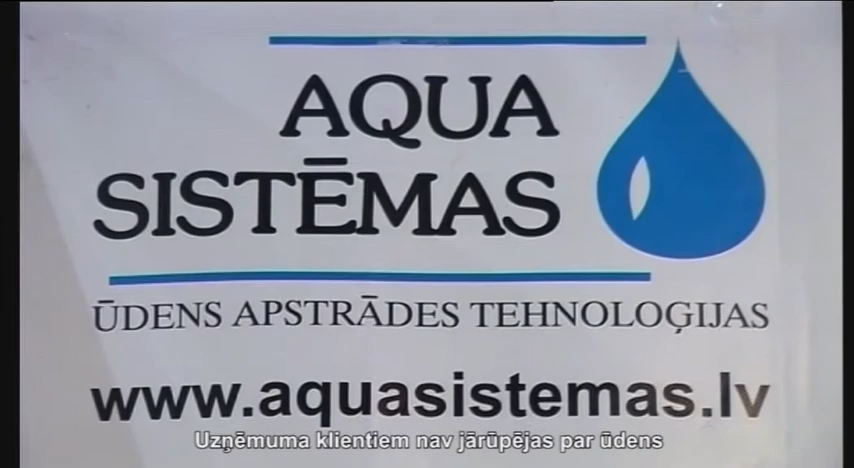 AQUA
SISTĒMAS
ŪDENS APSTRĀDES TEHNOLOĢIJAS
www.aquasistemas.lv
Uzņēmuma klientiem nav jārūpējas par ūdens